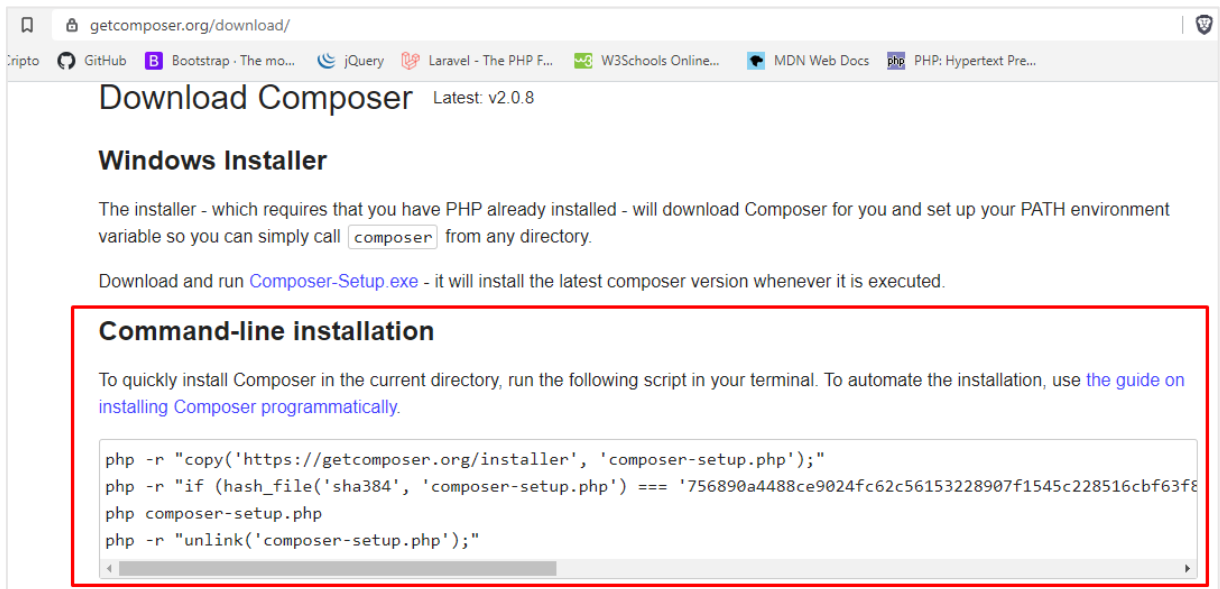 getcomposer.org/download/
Cripto GitHub B Bootstrap · The mo... jQuery Laravel - The PHP F... W3Schools Online... MDN Web Docs php PHP: Hypertext Pre...
Download Composer Latest: v2.0.8
Windows Installer
The installer - which requires that you have PHP already installed - will download Composer for you and set up your PATH environment
variable so you can simply call composer from any directory.
Download and run Composer-Setup.exe - it will install the latest composer version whenever it is executed.
Command-line installation
To quickly install Composer in the current directory, run the following script in your terminal. To automate the installation, use the guide on
installing Composer programmatically.
php -r "copy('https://getcomposer.org/installer', 'composer-setup.php');"
php -r "if (hash_file('sha384', 'composer-setup.php') === '756890a4488ce9024fc62c56153228907f1545c228516cbf63f8
php composer-setup.php
php -r "unlink('composer-setup.php');"